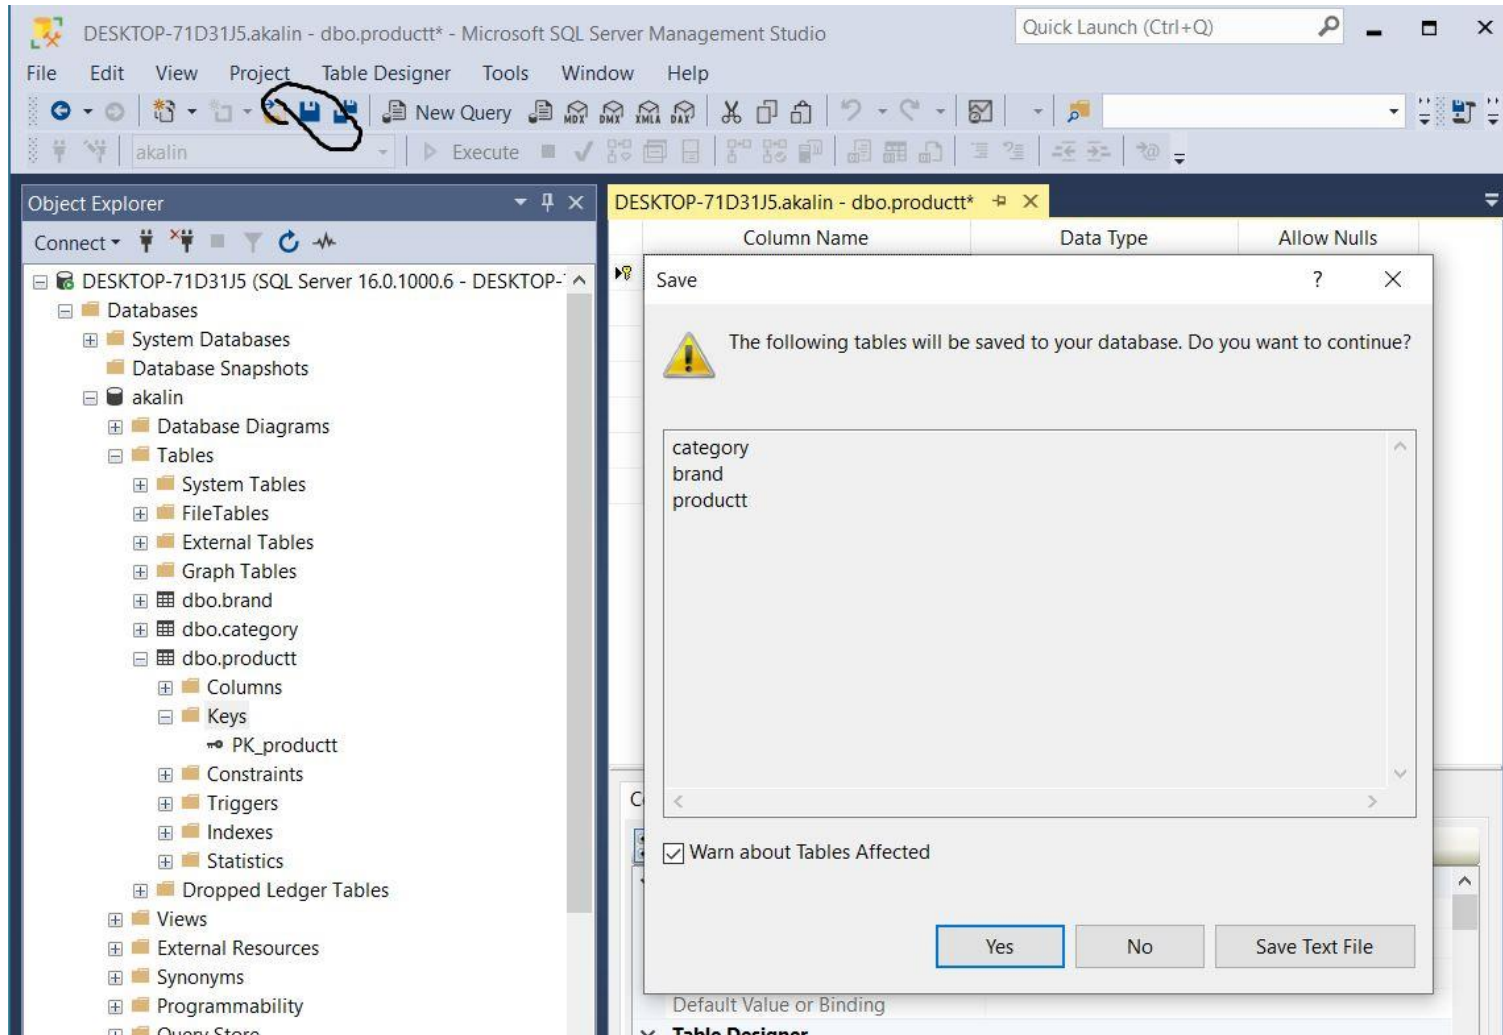 DESKTOP-71D31J5.akalin - dbo.productt* - Microsoft SQL Server Management Studio
Quick Launch (Ctrl+Q)
File Edit View Project Table Designer Tools Window Help
New Query MDX DMX XMLA DAX
akalin Execute
Object Explorer
DESKTOP-71D31J5.akalin - dbo.productt*
Connect
Column Name Data Type Allow Nulls
DESKTOP-71D31J5 (SQL Server 16.0.1000.6 - DESKTOP-
Databases
System Databases
Database Snapshots
akalin
Database Diagrams
Tables
System Tables
FileTables
External Tables
Graph Tables
dbo.brand
dbo.category
dbo.productt
Columns
Keys
PK_productt
Constraints
Triggers
Indexes
Statistics
Dropped Ledger Tables
Views
External Resources
Synonyms
Programmability
Query Store
Save ?
The following tables will be saved to your database. Do you want to continue?
category
brand
productt
Warn about Tables Affected
Yes No Save Text File
Default Value or Binding
Table Designer